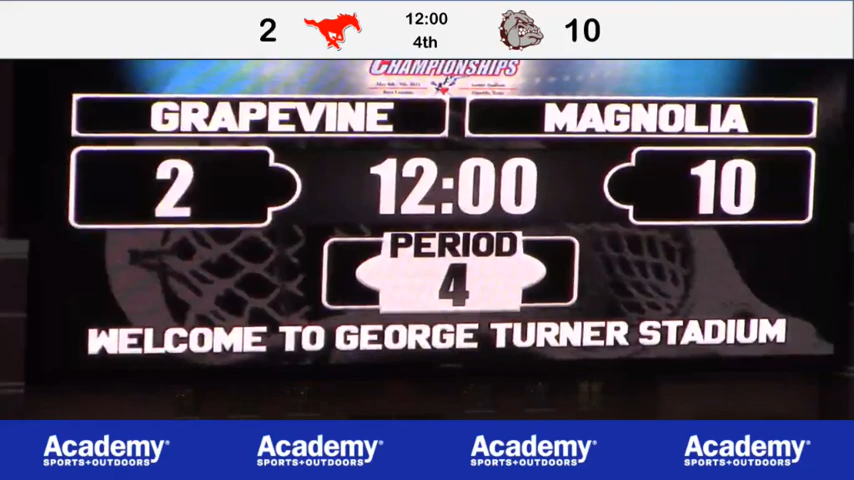 2 12:00 10
4th
CHAMPIONSHIPS
GRAPEVINE MAGNOLIA
2 12:00 10
PERIOD
4
WELCOME TO GEORGE TURNER STADIUM
Academy® Academy® Academy® Academy®
SPORTS+OUTDOORS SPORTS+OUTDOORS SPORTS+OUTDOORS SPORTS+OUTDOORS